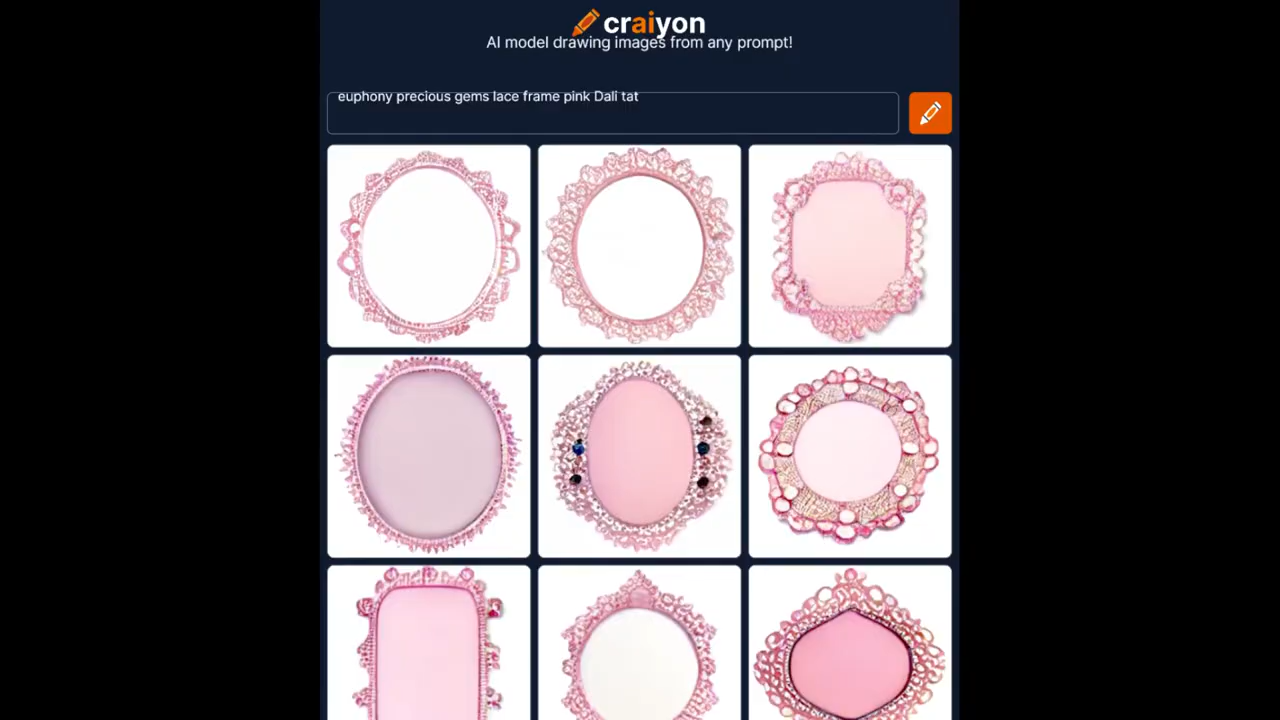 craiyon
AI model drawing images from any prompt!
euphony precious gems lace frame pink Dali tat